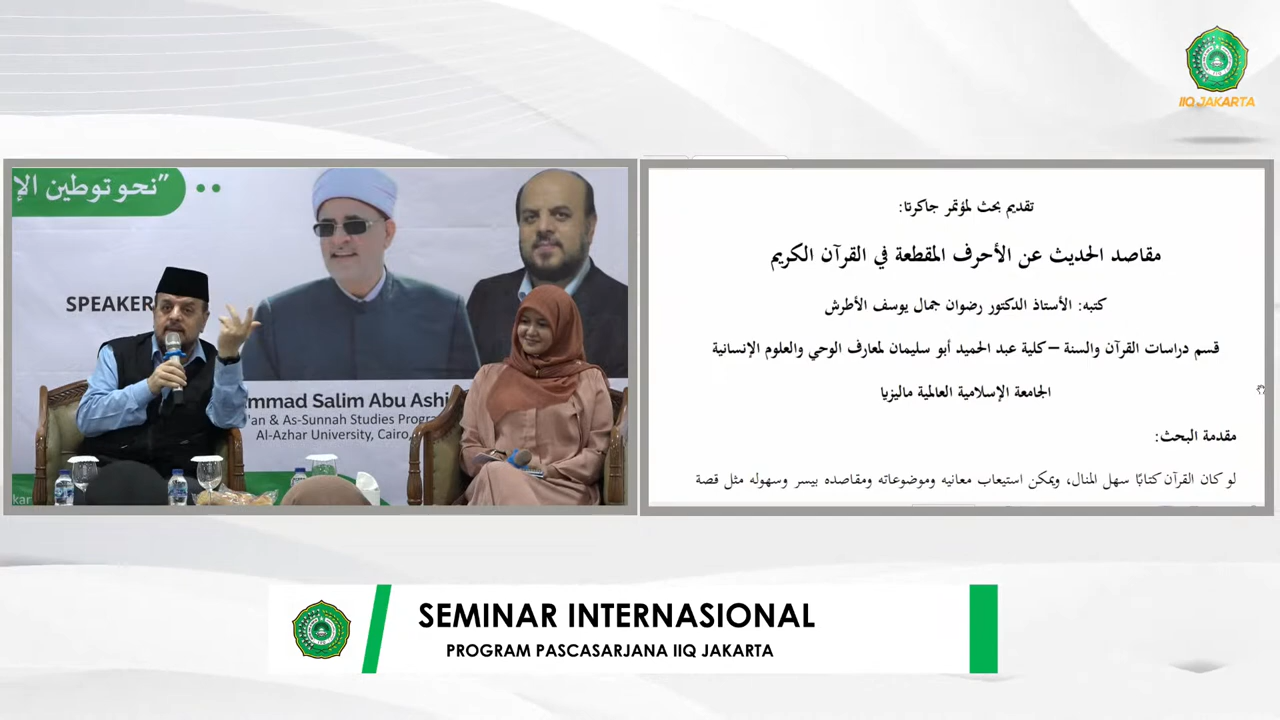 IIQ JAKARTA
”نحو توطين الإ
SPEAKER
ammad Salim Abu Ashi
'an & As-Sunnah Studies Progra
Al-Azhar University, Cairo,
kar
تقديم بحث لمؤتمر جاكرتا:
مقاصد الحديث عن الأحرف المقطعة في القرآن الكريم
كتبه: الأستاذ الدكتور رضوان جمال يوسف الأطرش
قسم دراسات القرآن والسنة – كلية عبد الحميد أبو سليمان لمعارف الوحي والعلوم الإنسانية
الجامعة الإسلامية العالمية ماليزيا
مقدمة البحث:
لو كان القرآن كتابًا سهل المنال، ويمكن استيعاب معانيه وموضوعاته ومقاصده بيسر وسهوله مثل قصة
SEMINAR INTERNASIONAL
PROGRAM PASCASARJANA IIQ JAKARTA